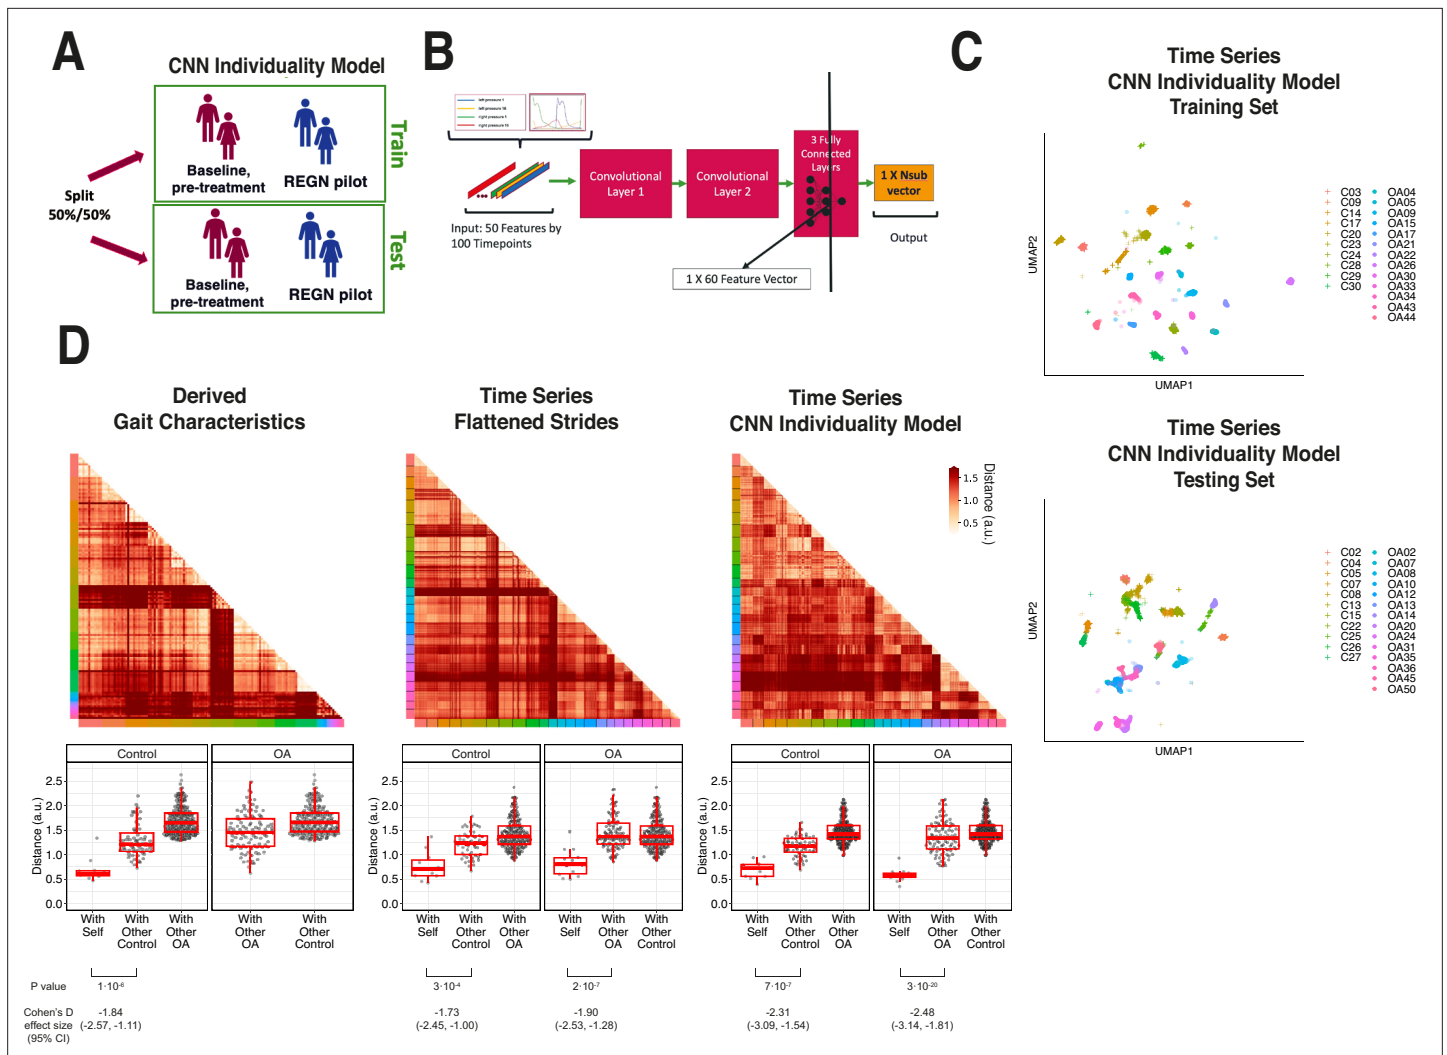 A
CNN Individuality Model
Split
50%/50%
Baseline,
pre-treatment
REGN pilot
Train
Baseline,
pre-treatment
REGN pilot
Test
B
left pressure 1
left pressure 16
right pressure 1
right pressure 16
Input: 50 Features by
100 Timepoints
Convolutional
Layer 1
Convolutional
Layer 2
3 Fully
Connected
Layers
1 X Nsub
vector
Output
1 X 60 Feature Vector
C
Time Series
CNN Individuality Model
Training Set
UMAP2
UMAP1
C03 OA04
C09 OA05
C14 OA09
C17 OA15
C20 OA17
C23 OA21
C24 OA22
C28 OA26
C29 OA30
C30 OA33
OA34
OA43
OA44
Time Series
CNN Individuality Model
Testing Set
UMAP2
UMAP1
C02 OA02
C04 OA07
C05 OA08
C07 OA10
C08 OA12
C13 OA13
C15 OA14
C22 OA20
C25 OA24
C26 OA31
C27 OA35
OA36
OA45
OA50
D
Derived
Gait Characteristics
Time Series
Flattened Strides
Time Series
CNN Individuality Model
Distance (a.u.)
1.5
1.0
0.5
Control OA
Distance (a.u.)
2.5
2.0
1.5
1.0
0.5
0.0
With
Self
With
Other
Control
With
Other
OA
With
Other
OA
With
Other
Control
Control OA
Distance (a.u.)
2.5
2.0
1.5
1.0
0.5
0.0
With
Self
With
Other
Control
With
Other
OA
With
Self
With
Other
OA
With
Other
Control
Control OA
Distance (a.u.)
2.5
2.0
1.5
1.0
0.5
0.0
With
Self
With
Other
Control
With
Other
OA
With
Self
With
Other
OA
With
Other
Control
P value 1·10-6 3·10-4 2·10-7 7·10-7 3·10-20
Cohen's D
effect size
(95% CI)
-1.84
(-2.57, -1.11)
-1.73
(-2.45, -1.00)
-1.90
(-2.53, -1.28)
-2.31
(-3.09, -1.54)
-2.48
(-3.14, -1.81)